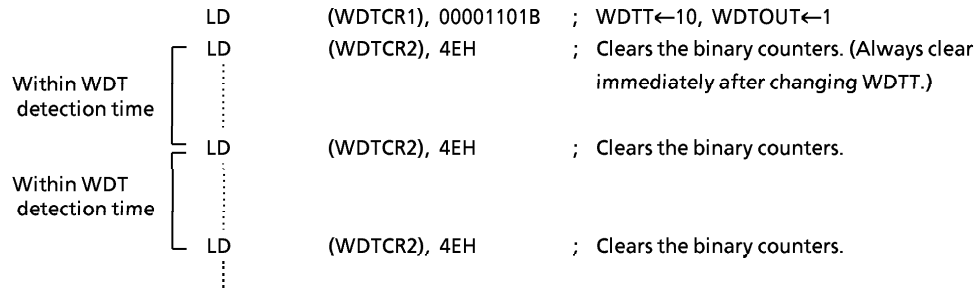 LD (WDTCR1), 00001101B ; WDTT←10, WDTOUT←1
LD (WDTCR2), 4EH ; Clears the binary counters. (Always clear
immediately after changing WDTT.)
Within WDT
detection time
LD (WDTCR2), 4EH ; Clears the binary counters.
Within WDT
detection time
LD (WDTCR2), 4EH ; Clears the binary counters.